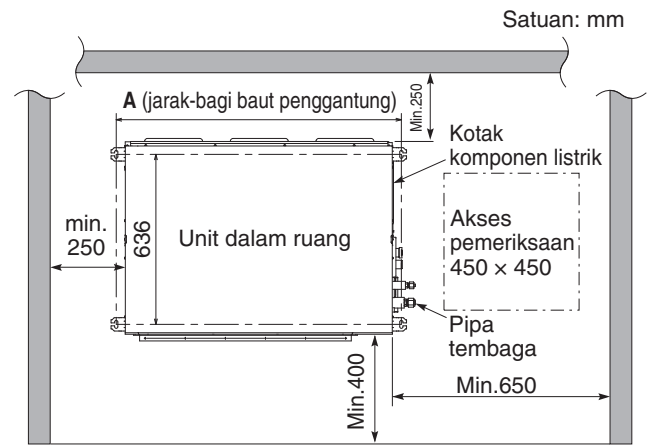 Satuan: mm
A (jarak-bagi baut penggantung)
Min.250
Kotak
komponen listrik
min.
250
636
Unit dalam ruang
Akses
pemeriksaan
450 × 450
Pipa
tembaga
Min.400
Min.650